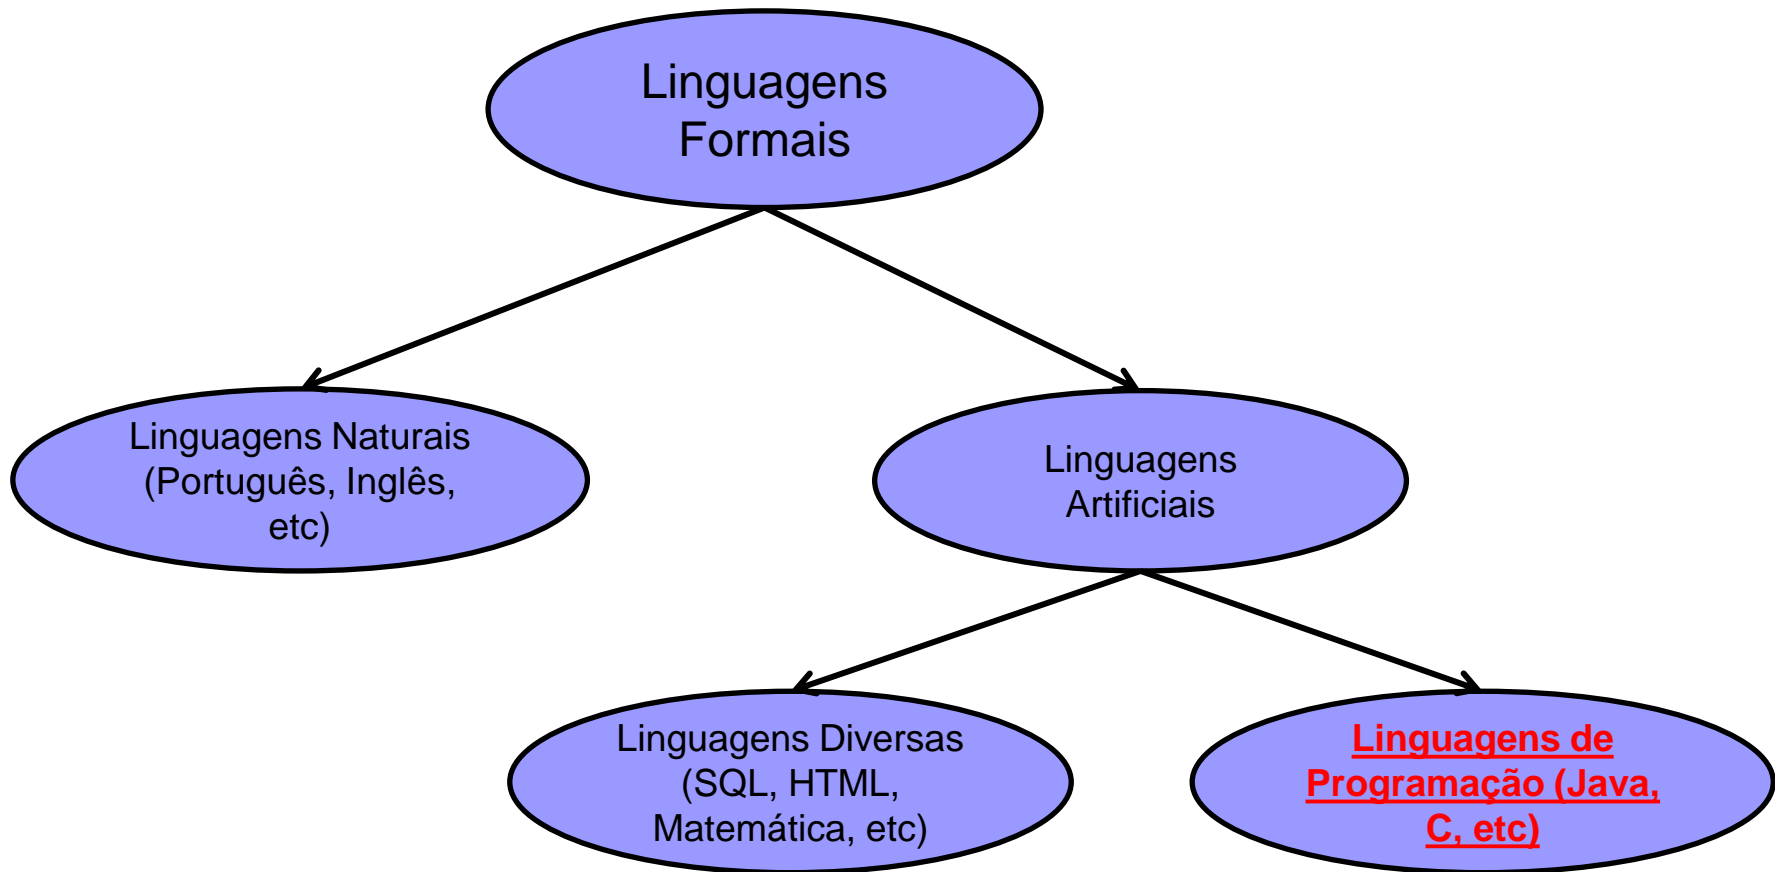 Linguagens
Formais
Linguagens Naturais
(Português, Inglês,
etc)
Linguagens
Artificiais
Linguagens Diversas
(SQL, HTML,
Matemática, etc)
Linguagens de
Programação (Java,
C, etc)